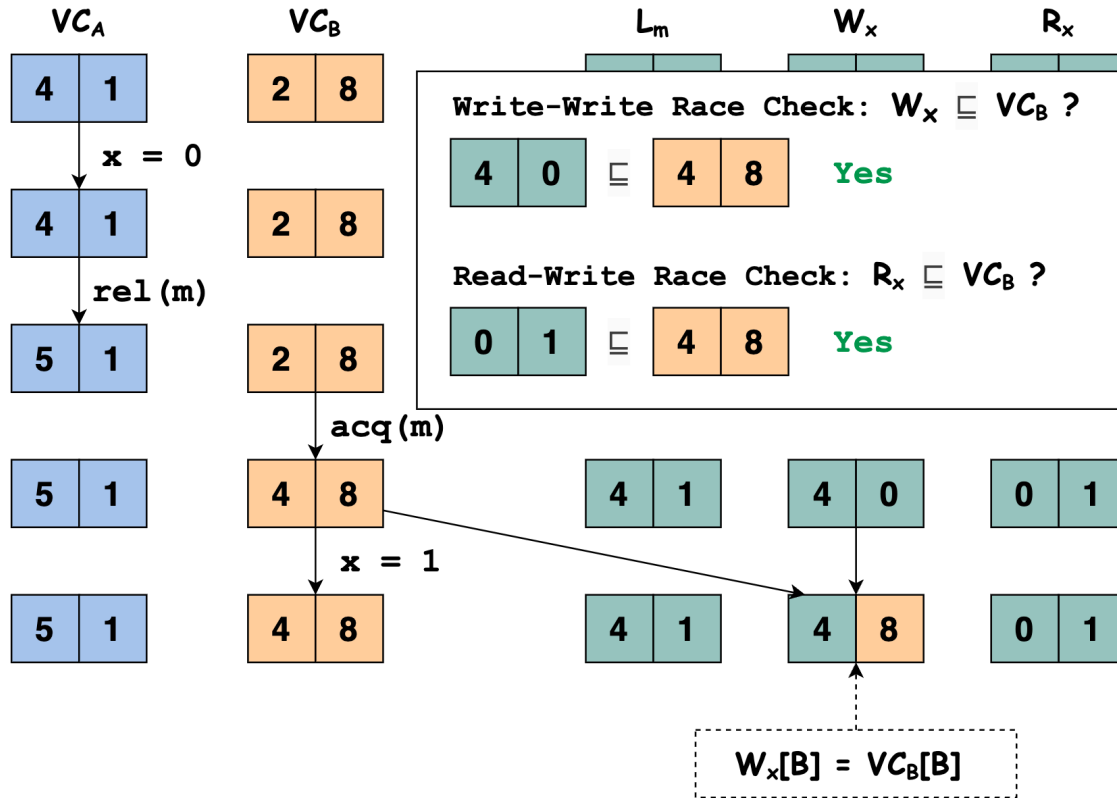 VC_A VC_B L_m W_x R_x
4 1 2 8
Write-Write Race Check: W_x ⊑ VC_B ?
x = 0
4 0 ⊑ 4 8 Yes
4 1 2 8
Read-Write Race Check: R_x ⊑ VC_B ?
rel(m)
0 1 ⊑ 4 8 Yes
5 1 2 8
acq(m)
5 1 4 8 4 1 4 0 0 1
x = 1
5 1 4 8 4 1 4 8 0 1
W_x[B] = VC_B[B]